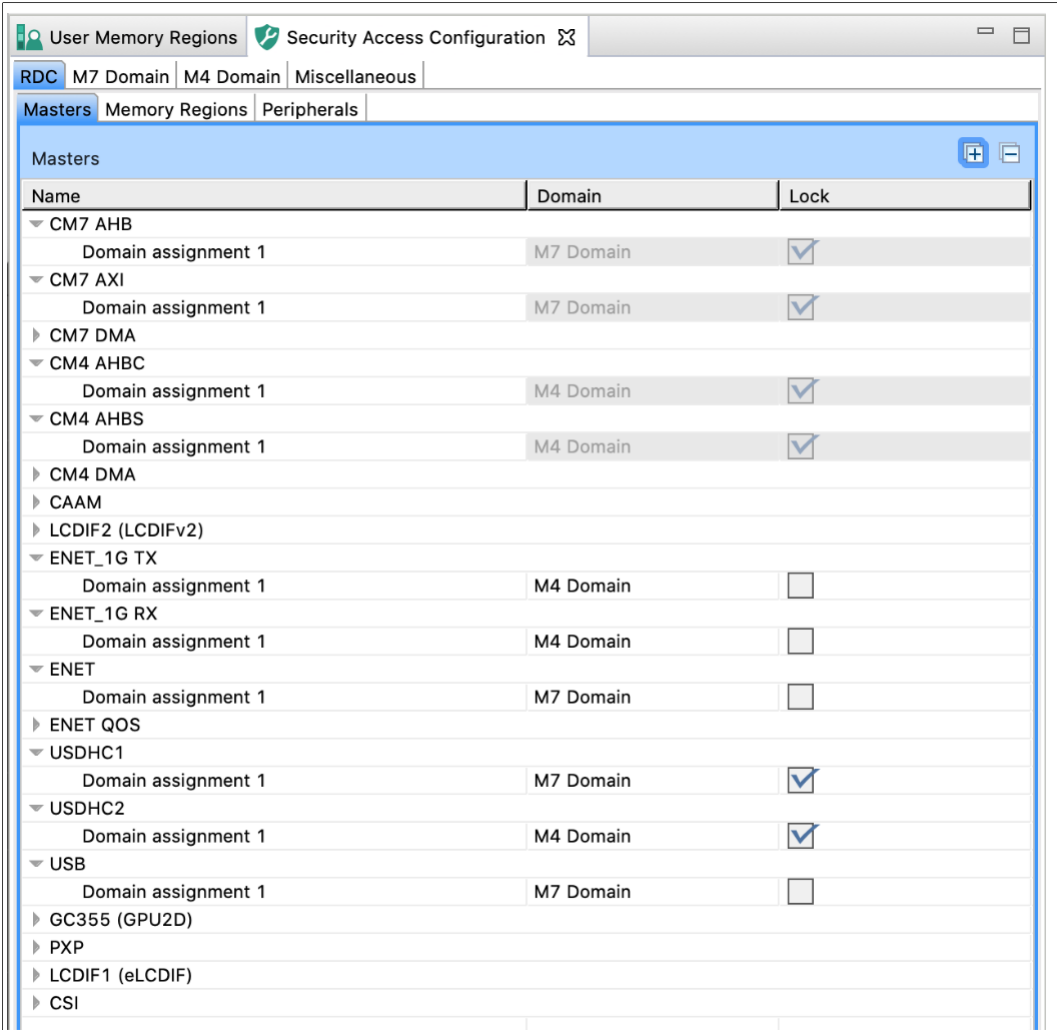 User Memory Regions Security Access Configuration
RDC M7 Domain M4 Domain Miscellaneous
Masters Memory Regions Peripherals
Masters
Name Domain Lock
CM7 AHB
Domain assignment 1 M7 Domain
CM7 AXI
Domain assignment 1 M7 Domain
CM7 DMA
CM4 AHBC
Domain assignment 1 M4 Domain
CM4 AHBS
Domain assignment 1 M4 Domain
CM4 DMA
CAAM
LCDIF2 (LCDIFv2)
ENET_1G TX
Domain assignment 1 M4 Domain
ENET_1G RX
Domain assignment 1 M4 Domain
ENET
Domain assignment 1 M7 Domain
ENET QOS
USDHC1
Domain assignment 1 M7 Domain
USDHC2
Domain assignment 1 M4 Domain
USB
Domain assignment 1 M7 Domain
GC355 (GPU2D)
PXP
LCDIF1 (eLCDIF)
CSI